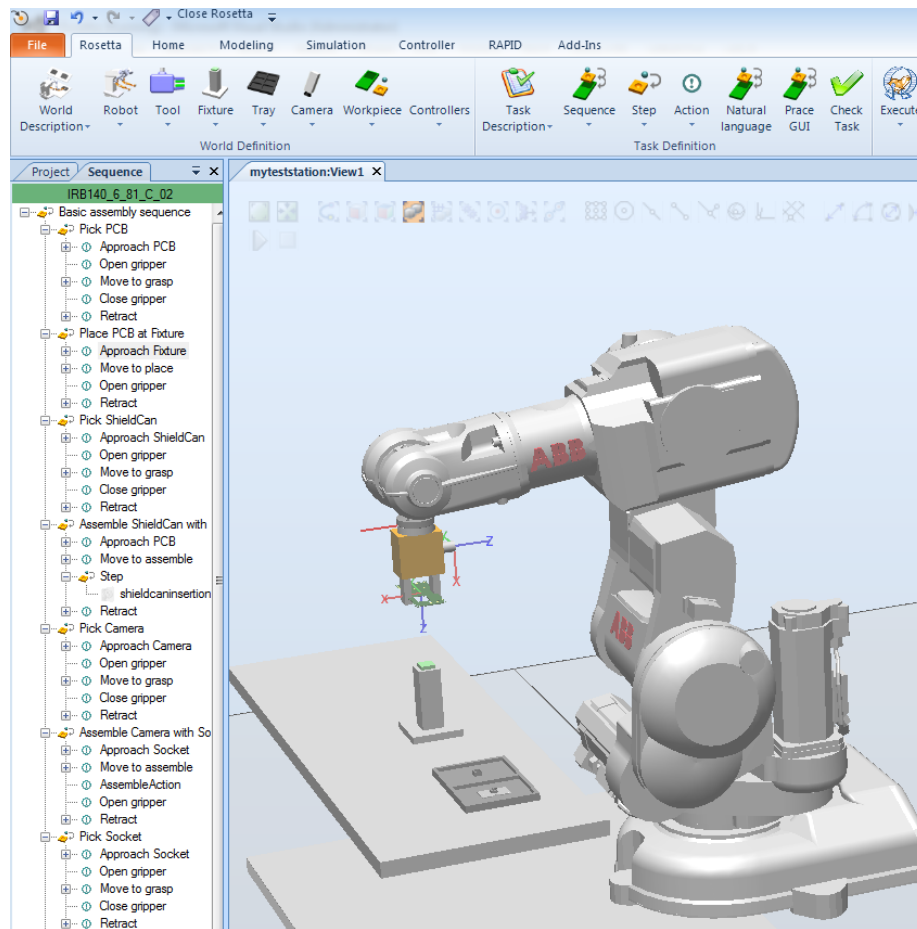 Close Rosetta
File Rosetta Home Modeling Simulation Controller RAPID Add-Ins
World Description Robot Tool Fixture Tray Camera Workpiece Controllers Task Description Sequence Step Action Natural language Prace GUI Check Task Execute
World Definition Task Definition
Project Sequence
myteststation:View1
IRB140_6_81_C_02
Basic assembly sequence
Pick PCB
Approach PCB
Open gripper
Move to grasp
Close gripper
Retract
Place PCB at Fixture
Approach Fixture
Move to place
Open gripper
Retract
Pick ShieldCan
Approach ShieldCan
Open gripper
Move to grasp
Close gripper
Retract
Assemble ShieldCan with
Approach PCB
Move to assemble
Step
shieldcaninsertion
Retract
Pick Camera
Approach Camera
Open gripper
Move to grasp
Close gripper
Retract
Assemble Camera with So
Approach Socket
Move to assemble
AssembleAction
Open gripper
Retract
Pick Socket
Approach Socket
Open gripper
Move to grasp
Close gripper
Retract
ABB
ABB
X
Z
X
X
Z